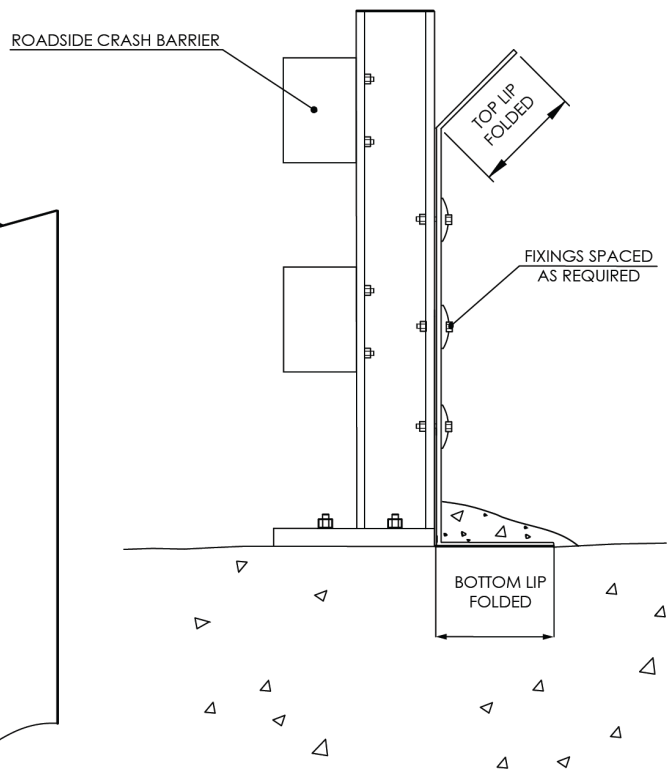 ROADSIDE CRASH BARRIER
TOP LIP
FOLDED
FIXINGS SPACED
AS REQUIRED
BOTTOM LIP
FOLDED